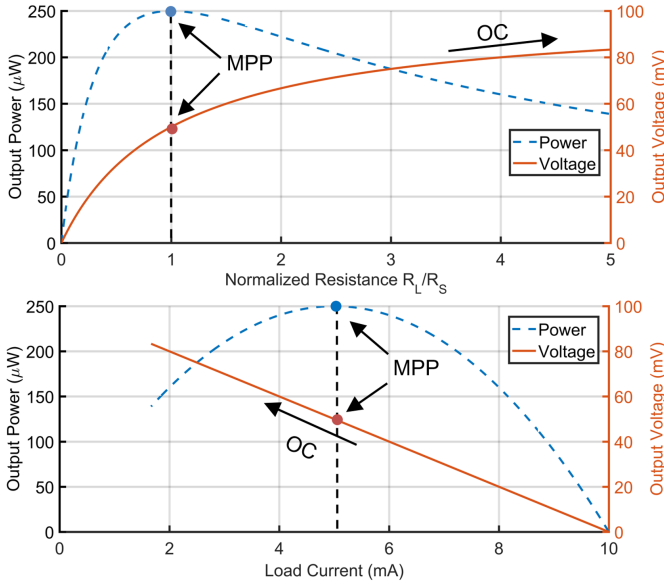 250
200
150
100
50
0
Output Power (μW)
100
80
60
40
20
0
Output Voltage (mV)
OC
MPP
Power
Voltage
0 1 2 3 4 5
Normalized Resistance R_L/R_S
250
200
150
100
50
0
Output Power (μW)
100
80
60
40
20
0
Output Voltage (mV)
Power
Voltage
MPP
OC
0 2 4 6 8 10
Load Current (mA)